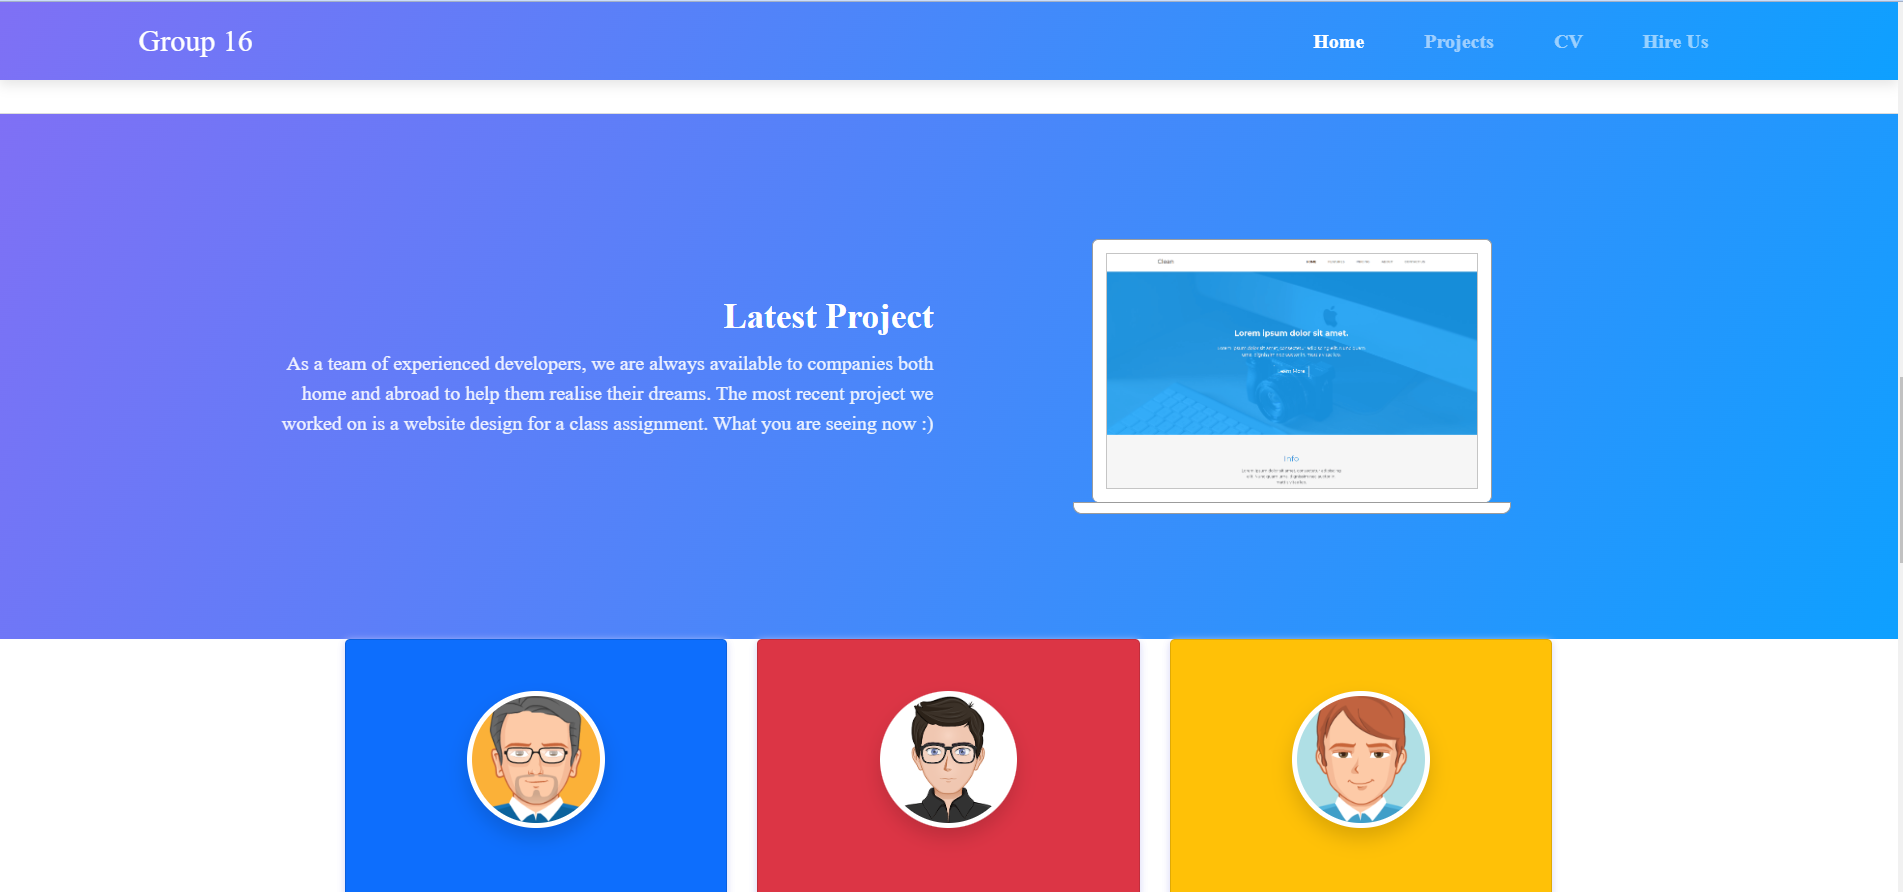 Group 16
Home Projects CV Hire Us
Latest Project
As a team of experienced developers, we are always available to companies both
home and abroad to help them realise their dreams. The most recent project we
worked on is a website design for a class assignment. What you are seeing now :)
Clean
Lorem ipsum dolor sit amet.
Learn More
Info